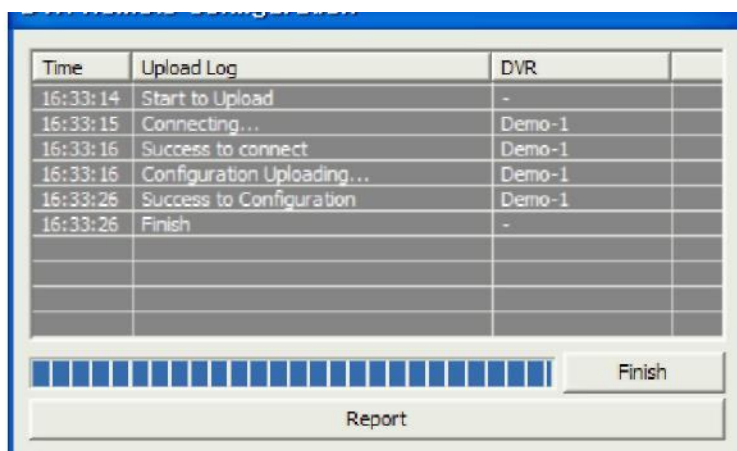 Time Upload Log DVR
16:33:14 Start to Upload -
16:33:15 Connecting... Demo-1
16:33:16 Success to connect Demo-1
16:33:16 Configuration Uploading... Demo-1
16:33:26 Success to Configuration Demo-1
16:33:26 Finish -
Finish
Report